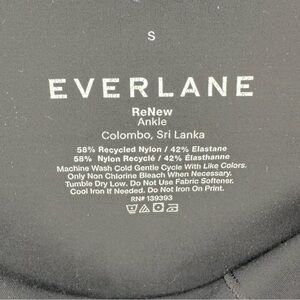 S
EVERLANE
ReNew
Ankle
Colombo, Sri Lanka
58% Recycled Nylon / 42% Elastane
58% Nylon Recyclé / 42% Élasthanne
Machine Wash Cold Gentle Cycle With Like Colors.
Only Non Chlorine Bleach When Necessary.
Tumble Dry Low. Do Not Use Fabric Softener.
Cool Iron If Needed. Do Not Iron On Print.
RN# 139393